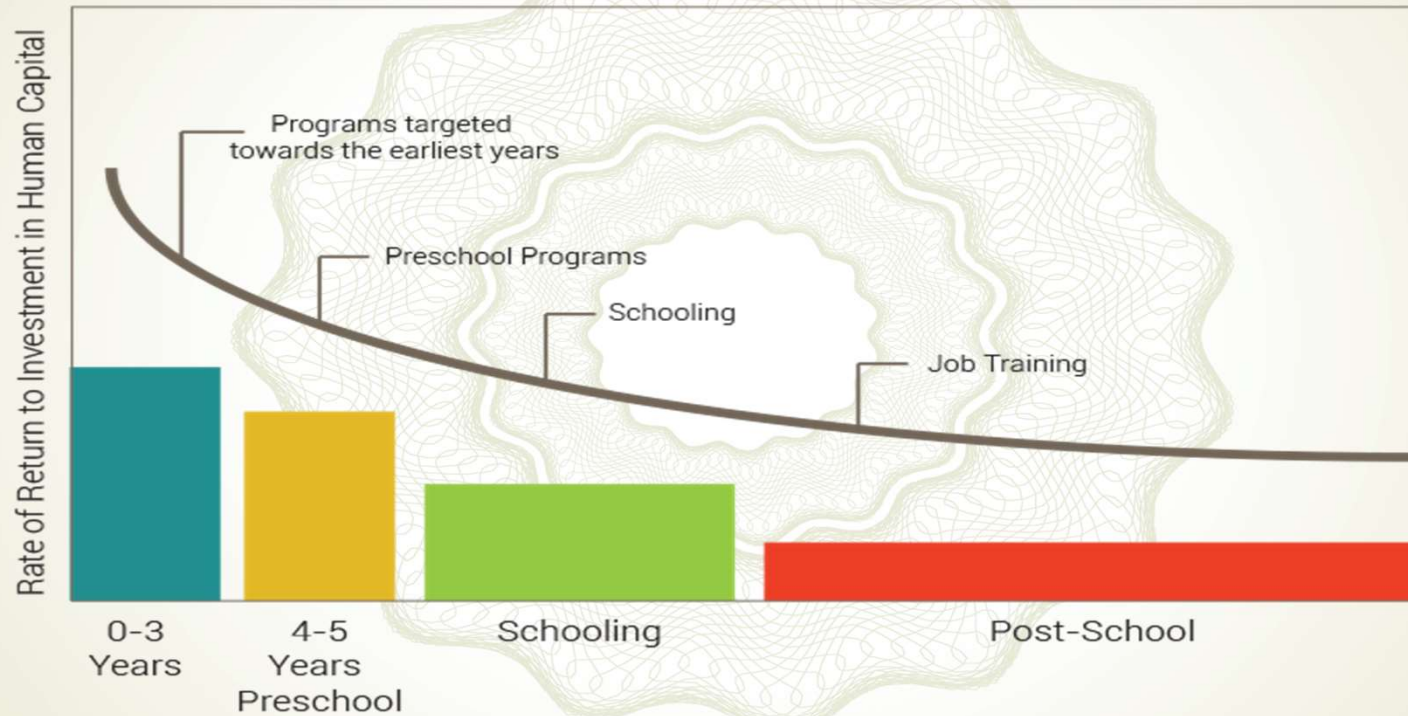 Rate of Return to Investment in Human Capital
Programs targeted
towards the earliest years
Preschool Programs
Schooling
Job Training
0-3
Years
4-5
Years
Preschool
Schooling
Post-School